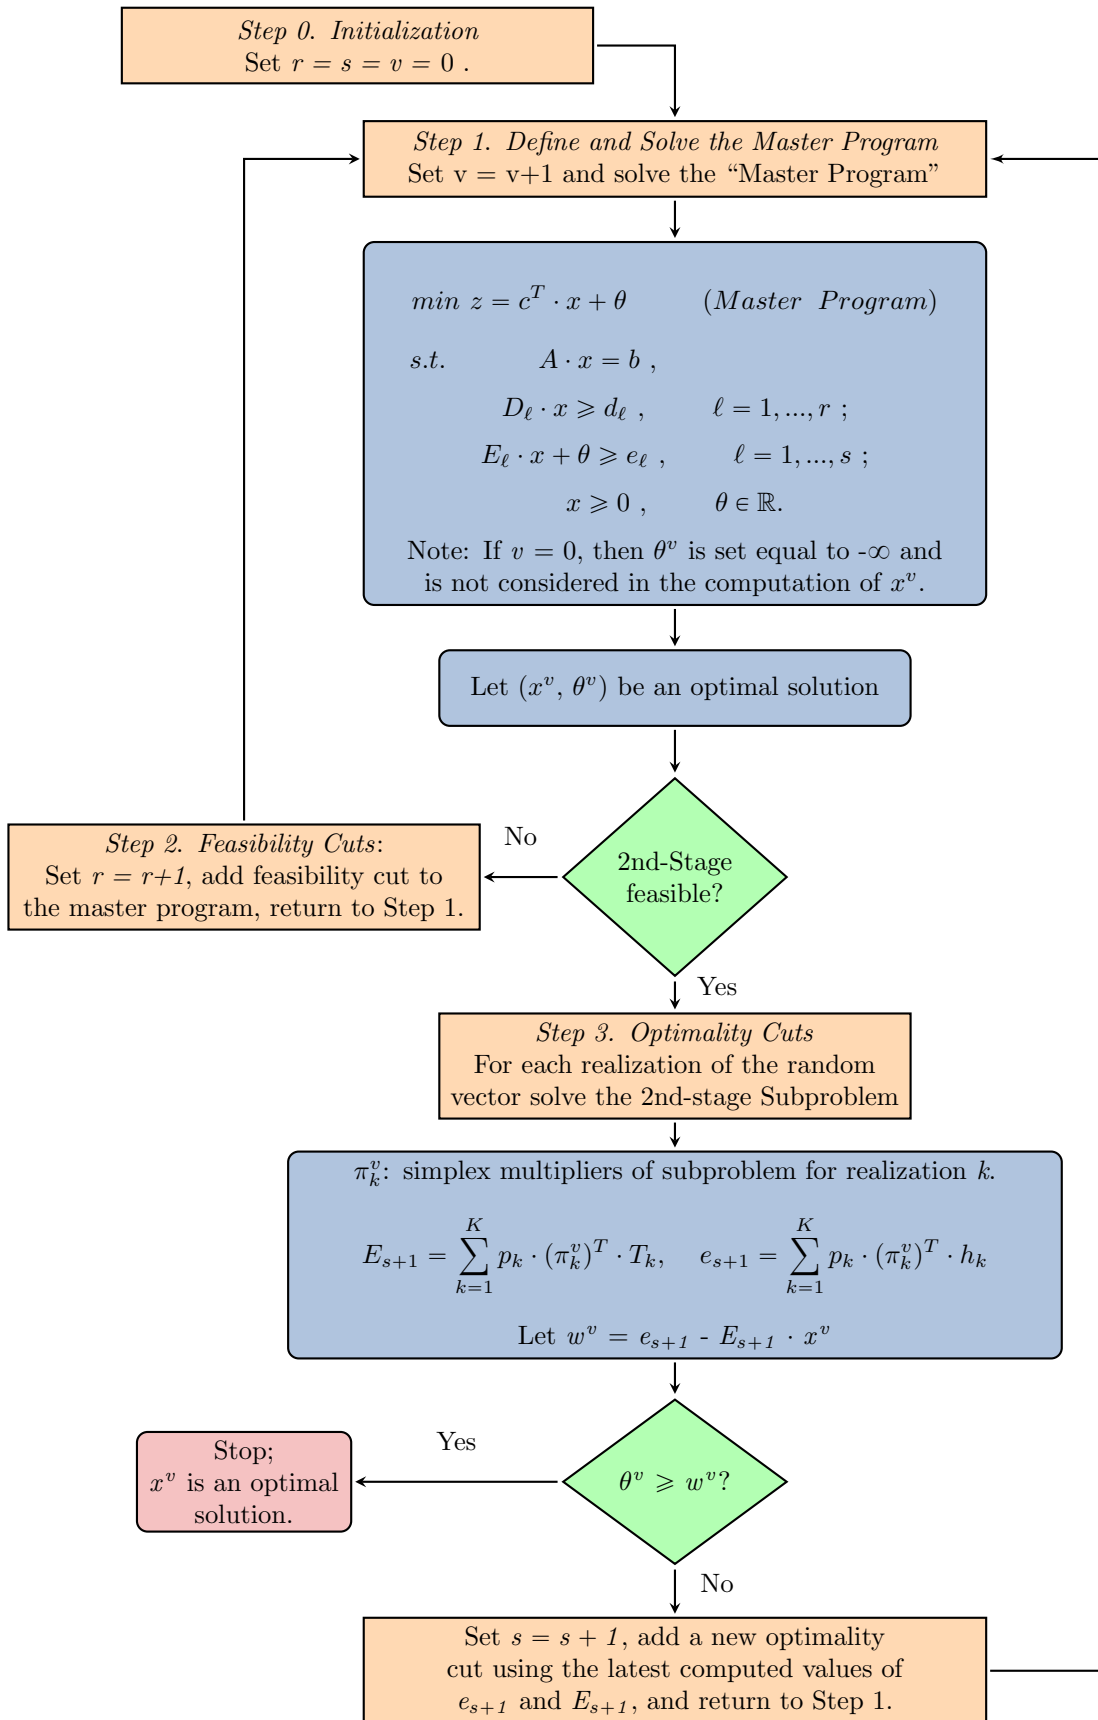 Step 0. Initialization
Set r = s = v = 0 .
Step 1. Define and Solve the Master Program
Set v = v+1 and solve the “Master Program”
min z = c^T · x + θ (Master Program)
s.t. A · x = b ,
D_ℓ · x ⩾ d_ℓ , ℓ = 1, ..., r ;
E_ℓ · x + θ ⩾ e_ℓ , ℓ = 1, ..., s ;
x ⩾ 0 , θ ∈ ℝ.
Note: If v = 0, then θ^v is set equal to -∞ and
is not considered in the computation of x^v.
Let (x^v, θ^v) be an optimal solution
2nd-Stage
feasible?
No
Step 2. Feasibility Cuts:
Set r = r+1, add feasibility cut to
the master program, return to Step 1.
Yes
Step 3. Optimality Cuts
For each realization of the random
vector solve the 2nd-stage Subproblem
π_k^v: simplex multipliers of subproblem for realization k.
E_{s+1} = ∑_{k=1}^{K} p_k · (π_k^v)^T · T_k, e_{s+1} = ∑_{k=1}^{K} p_k · (π_k^v)^T · h_k
Let w^v = e_{s+1} - E_{s+1} · x^v
θ^v ⩾ w^v?
Yes
Stop;
x^v is an optimal
solution.
No
Set s = s + 1, add a new optimality
cut using the latest computed values of
e_{s+1} and E_{s+1}, and return to Step 1.